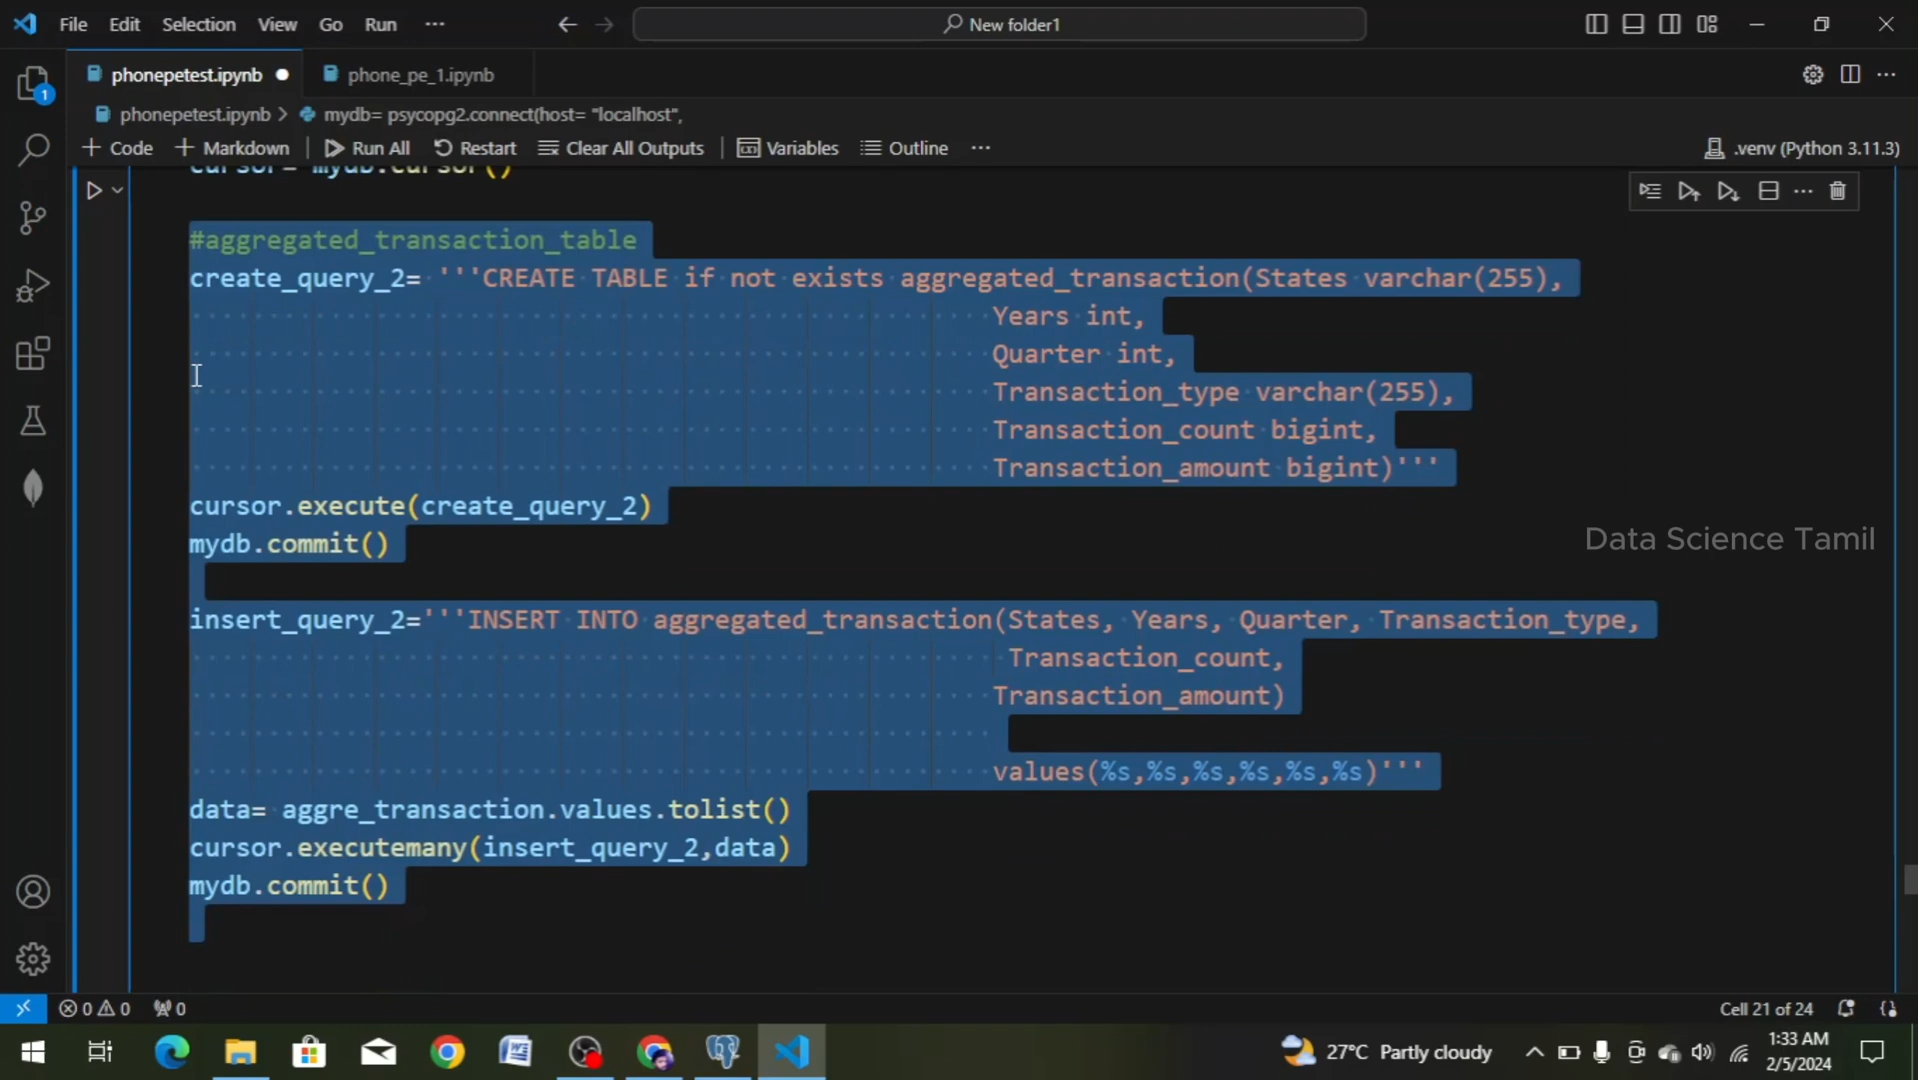 File Edit Selection View Go Run ··· New folder1
phonepetest.ipynb phone_pe_1.ipynb
phonepetest.ipynb > mydb= psycopg2.connect(host= "localhost",
+ Code + Markdown Run All Restart Clear All Outputs Variables Outline ··· .venv (Python 3.11.3)
cursor= mydb.cursor()
#aggregated_transaction_table
create_query_2= '''CREATE TABLE if not exists aggregated_transaction(States varchar(255),
Years int,
Quarter int,
Transaction_type varchar(255),
Transaction_count bigint,
Transaction_amount bigint)'''
cursor.execute(create_query_2)
mydb.commit()
Data Science Tamil
insert_query_2='''INSERT INTO aggregated_transaction(States, Years, Quarter, Transaction_type,
Transaction_count,
Transaction_amount)
values(%s,%s,%s,%s,%s,%s)'''
data= aggre_transaction.values.tolist()
cursor.executemany(insert_query_2,data)
mydb.commit()
0 0 0 Cell 21 of 24
27°C Partly cloudy 1:33 AM
2/5/2024
1